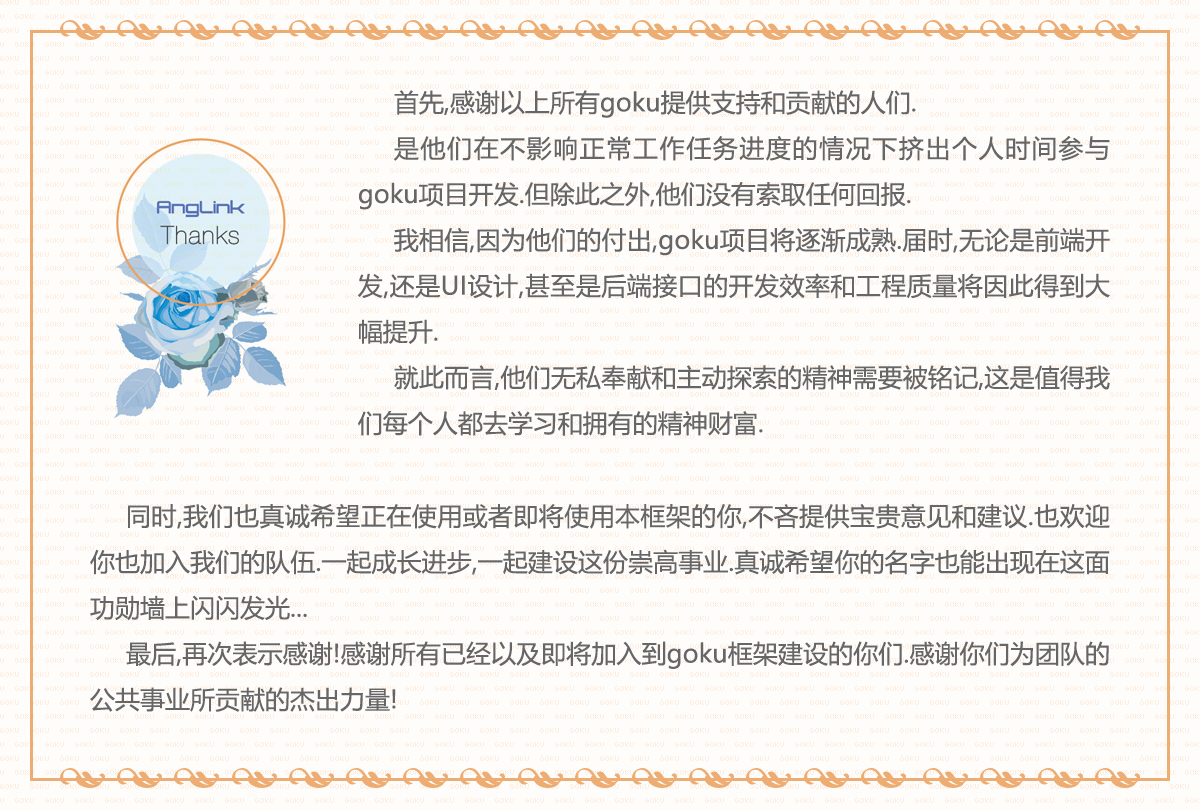 AngLink
Thanks
首先,感谢以上所有goku提供支持和贡献的人们.
是他们在不影响正常工作任务进度的情况下挤出个人时间参与
goku项目开发.但除此之外,他们没有索取任何回报.
我相信,因为他们的付出,goku项目将逐渐成熟.届时,无论是前端开
发,还是UI设计,甚至是后端接口的开发效率和工程质量将因此得到大
幅提升.
就此而言,他们无私奉献和主动探索的精神需要被铭记,这是值得我
们每个人都去学习和拥有的精神财富.
同时,我们也真诚希望正在使用或者即将使用本框架的你,不吝提供宝贵意见和建议.也欢迎
你也加入我们的队伍.一起成长进步,一起建设这份崇高事业.真诚希望你的名字也能出现在这面
功勋墙上闪闪发光...
最后,再次表示感谢!感谢所有已经以及即将加入到goku框架建设的你们.感谢你们为团队的
公共事业所贡献的杰出力量!